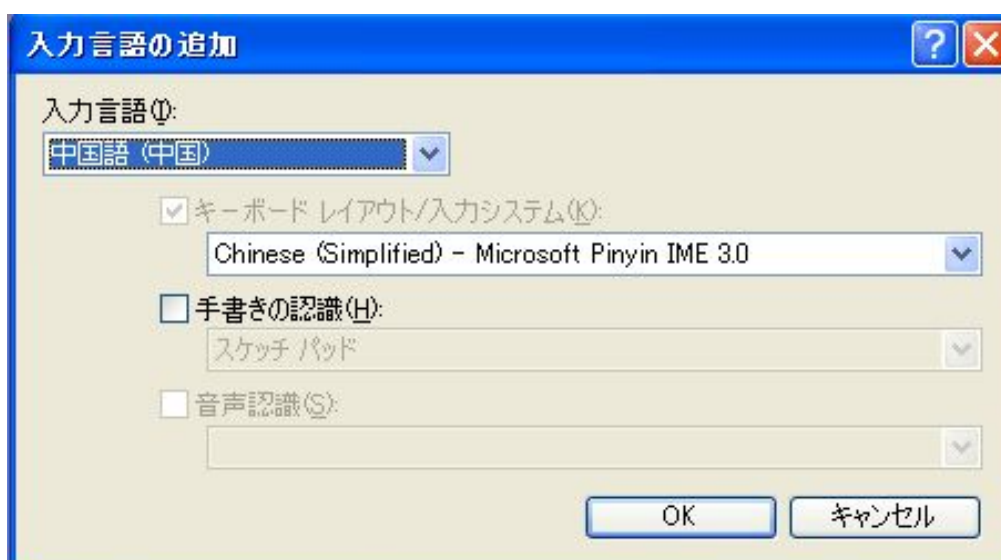 入力言語の追加
入力言語(I):
中国語 (中国)
キーボード レイアウト/入力システム(K):
Chinese (Simplified) - Microsoft Pinyin IME 3.0
手書きの認識(H):
スケッチ パッド
音声認識(S):
OK キャンセル